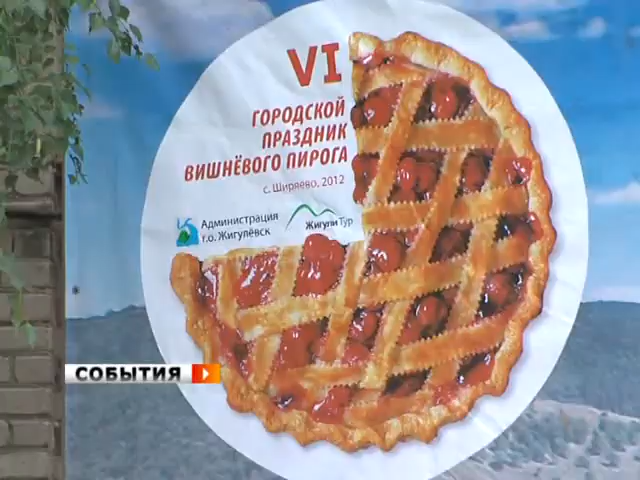 VI
ГОРОДСКОЙ
ПРАЗДНИК
ВИШНЁВОГО ПИРОГА
с. Ширяево, 2012
Администрация
г.о. Жигулёвск
Жигули Тур
СОБЫТИЯ